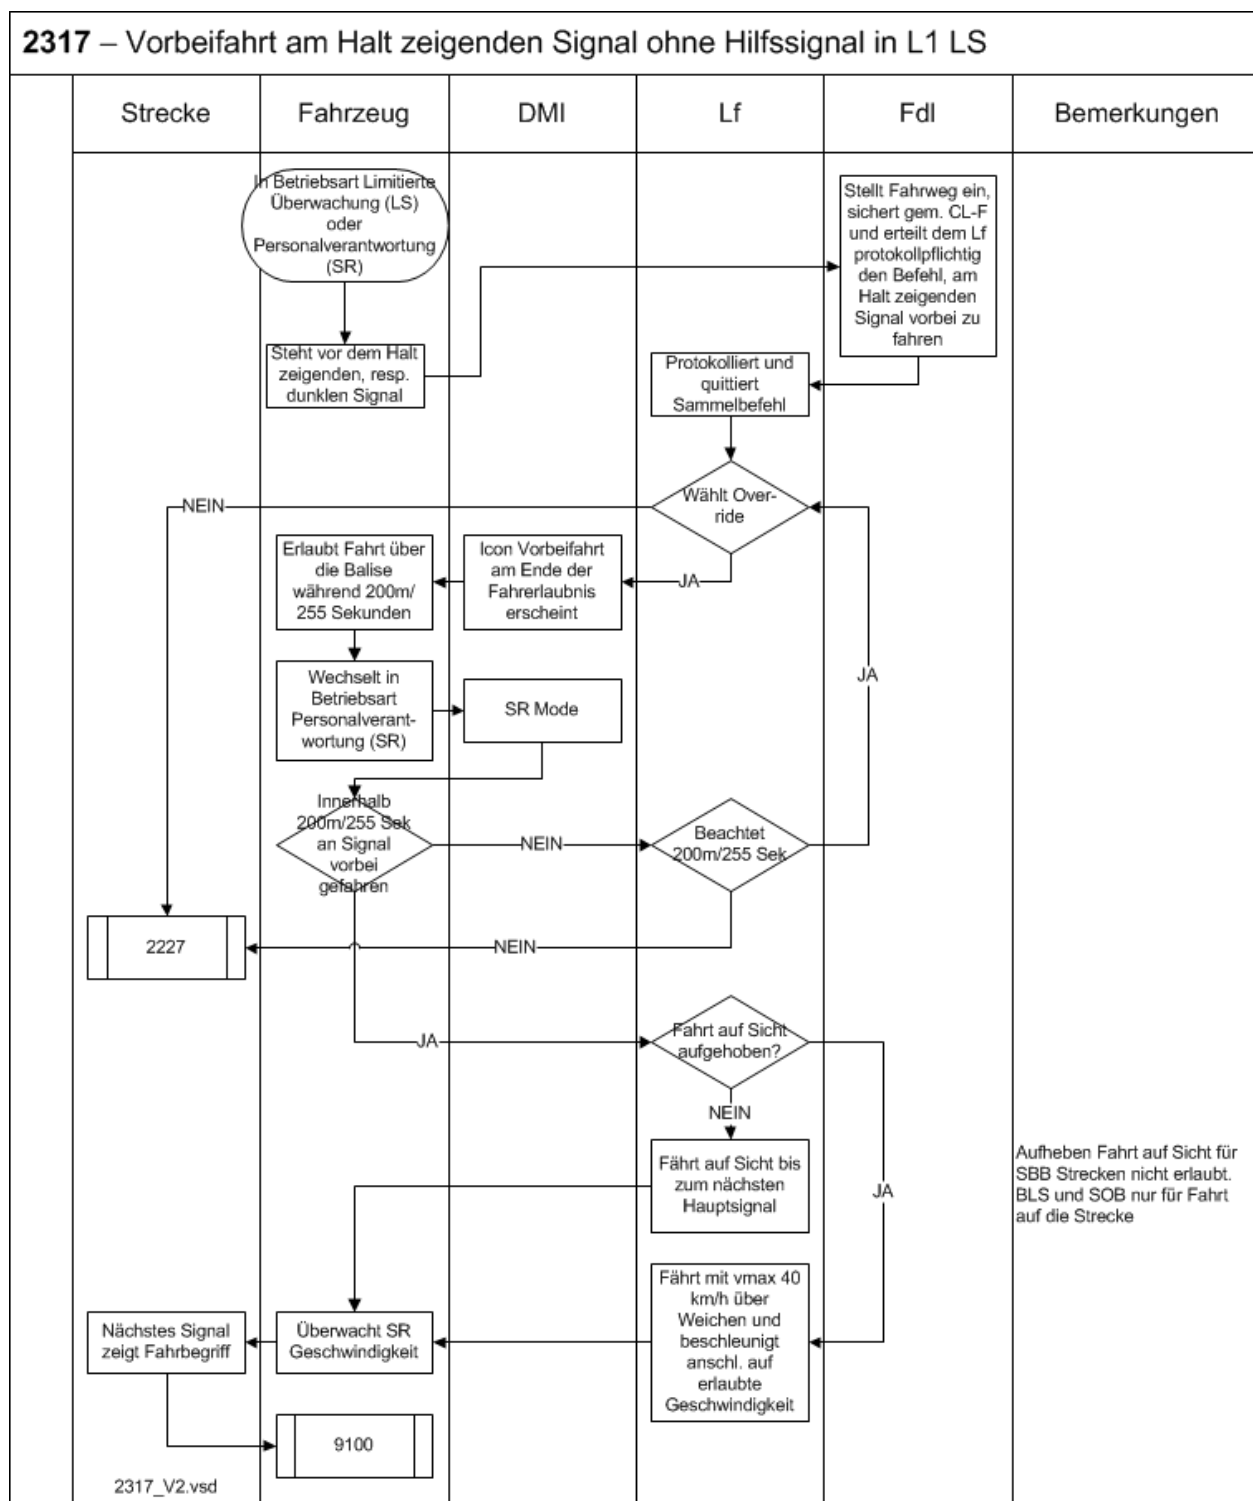 2317 – Vorbeifahrt am Halt zeigenden Signal ohne Hilfssignal in L1 LS
Strecke
Fahrzeug
DMI
Lf
Fdl
Bemerkungen
In Betriebsart Limitierte
Überwachung (LS)
oder
Personalverantwortung
(SR)
Stellt Fahrweg ein,
sichert gem. CL-F
und erteilt dem Lf
protokollpflichtig
den Befehl, am
Halt zeigenden
Signal vorbei zu
fahren
Steht vor dem Halt
zeigenden, resp.
dunklen Signal
Protokolliert und
quittiert
Sammelbefehl
Wählt Over-
ride
NEIN
JA
Icon Vorbeifahrt
am Ende der
Fahrerlaubnis
erscheint
Erlaubt Fahrt über
die Balise
während 200m/
255 Sekunden
Wechselt in
Betriebsart
Personalverant-
wortung (SR)
SR Mode
JA
Innerhalb
200m/255 Sek
an Signal
vorbei
gefahren
NEIN
Beachtet
200m/255 Sek
2227
NEIN
JA
Fahrt auf Sicht
aufgehoben?
NEIN
JA
Fährt auf Sicht bis
zum nächsten
Hauptsignal
Aufheben Fahrt auf Sicht für
SBB Strecken nicht erlaubt.
BLS und SOB nur für Fahrt
auf die Strecke
Fährt mit vmax 40
km/h über
Weichen und
beschleunigt
anschl. auf
erlaubte
Geschwindigkeit
Überwacht SR
Geschwindigkeit
Nächstes Signal
zeigt Fahrbegriff
9100
2317_V2.vsd